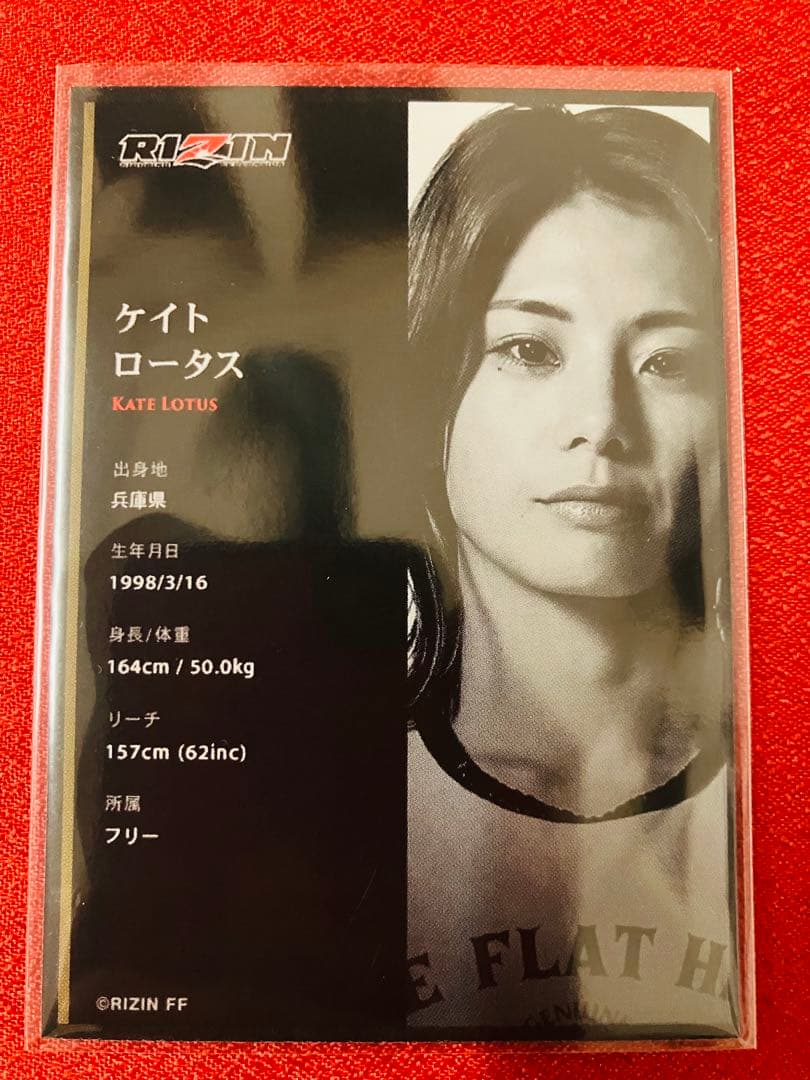 RIZIN
ケイト
ロータス
KATE LOTUS
出身地
兵庫県
生年月日
1998/3/16
身長/体重
164cm / 50.0kg
リーチ
157cm (62inc)
所属
フリー
©RIZIN FF
E FLAT H